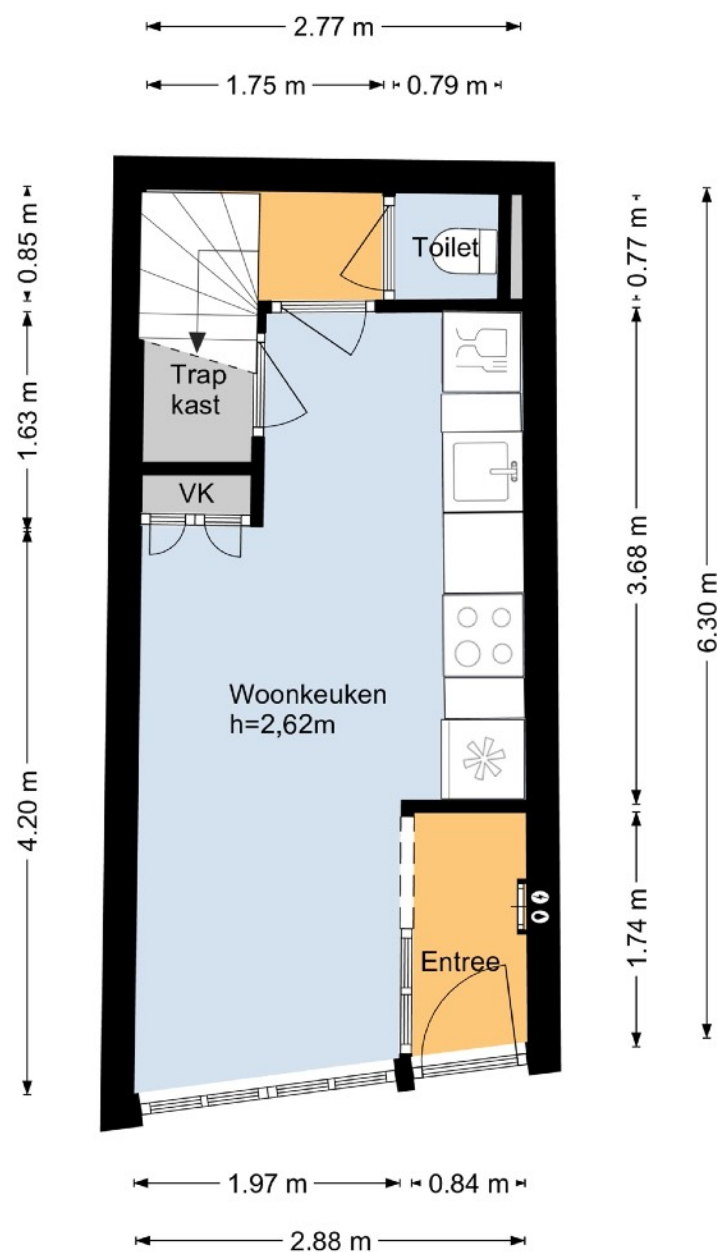 2.77 m
1.75 m
0.79 m
0.85 m
0.77 m
Toilet
Trap
kast
1.63 m
VK
3.68 m
6.30 m
Woonkeuken
h=2,62m
4.20 m
1.74 m
Entree
1.97 m
0.84 m
2.88 m